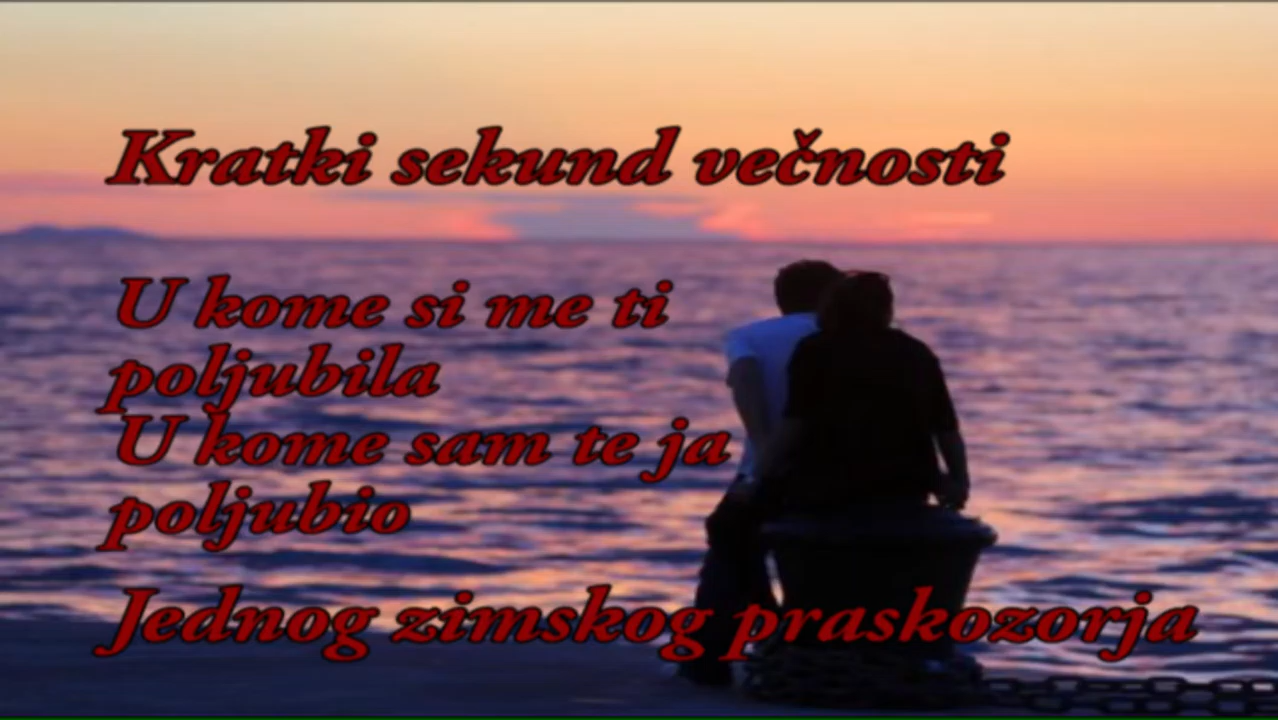 Kratki sekund večnosti
U kome si me ti
poljubila
U kome sam te ja
poljubio
Jednog zimskog praskozorja